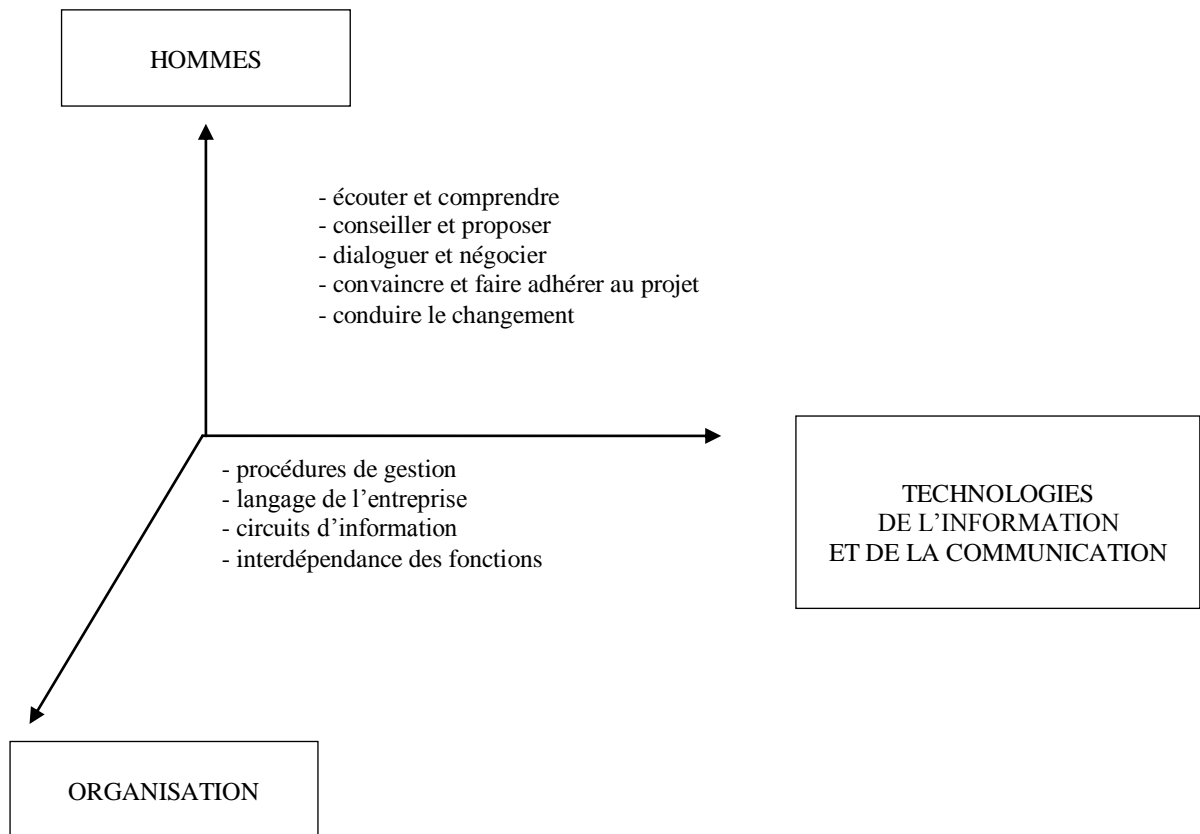 HOMMES
- écouter et comprendre
- conseiller et proposer
- dialoguer et négocier
- convaincre et faire adhérer au projet
- conduire le changement
- procédures de gestion
- langage de l’entreprise
- circuits d’information
- interdépendance des fonctions
TECHNOLOGIES
DE L’INFORMATION
ET DE LA COMMUNICATION
ORGANISATION